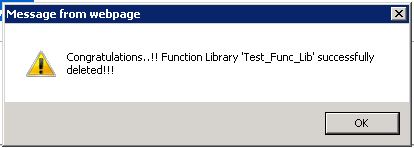 Message from webpage
Congratulations..!! Function Library 'Test_Func_Lib' successfully
deleted!!!
OK